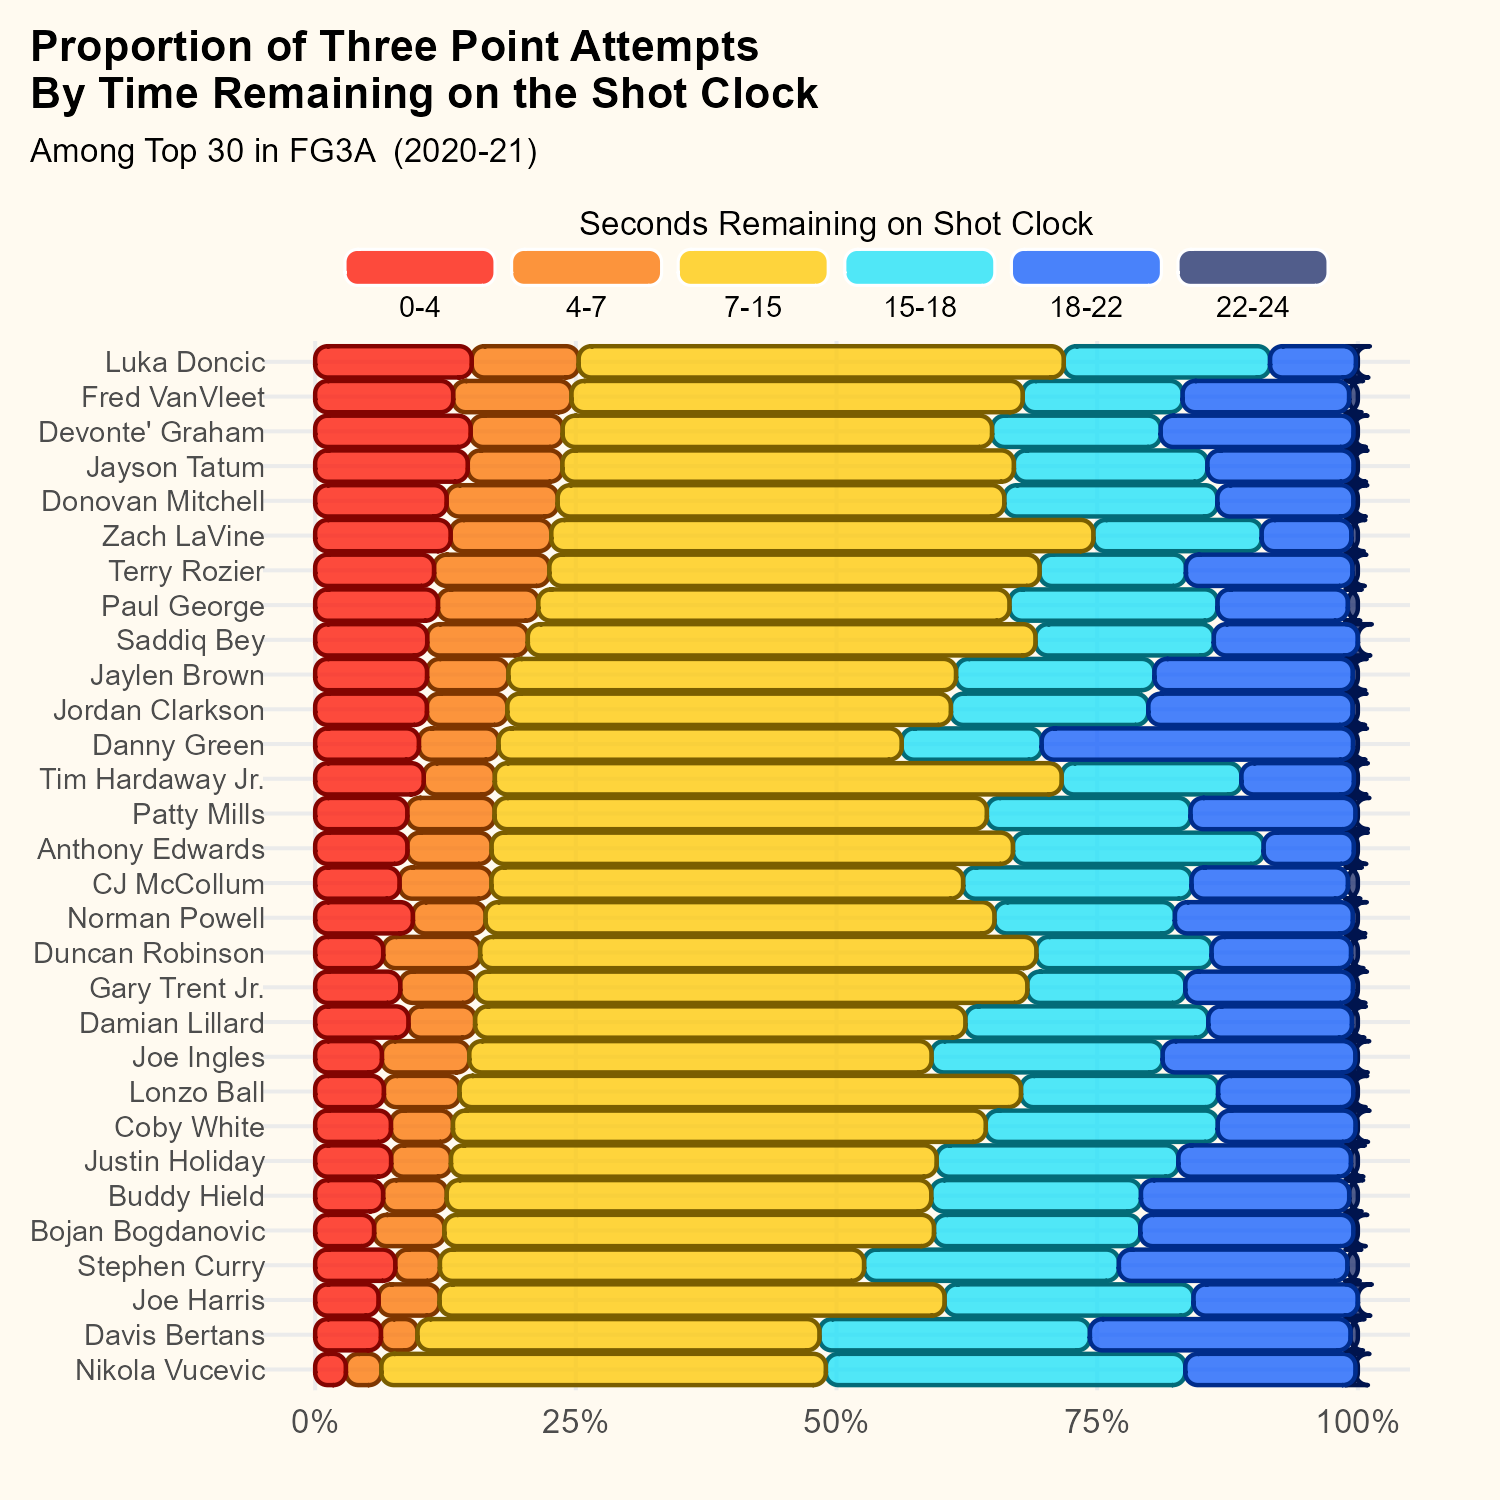 Proportion of Three Point Attempts
By Time Remaining on the Shot Clock
Among Top 30 in FG3A  (2020-21)
Seconds Remaining on Shot Clock
0-4 4-7 7-15 15-18 18-22 22-24
Luka Doncic
Fred VanVleet
Devonte' Graham
Jayson Tatum
Donovan Mitchell
Zach LaVine
Terry Rozier
Paul George
Saddiq Bey
Jaylen Brown
Jordan Clarkson
Danny Green
Tim Hardaway Jr.
Patty Mills
Anthony Edwards
CJ McCollum
Norman Powell
Duncan Robinson
Gary Trent Jr.
Damian Lillard
Joe Ingles
Lonzo Ball
Coby White
Justin Holiday
Buddy Hield
Bojan Bogdanovic
Stephen Curry
Joe Harris
Davis Bertans
Nikola Vucevic
0% 25% 50% 75% 100%